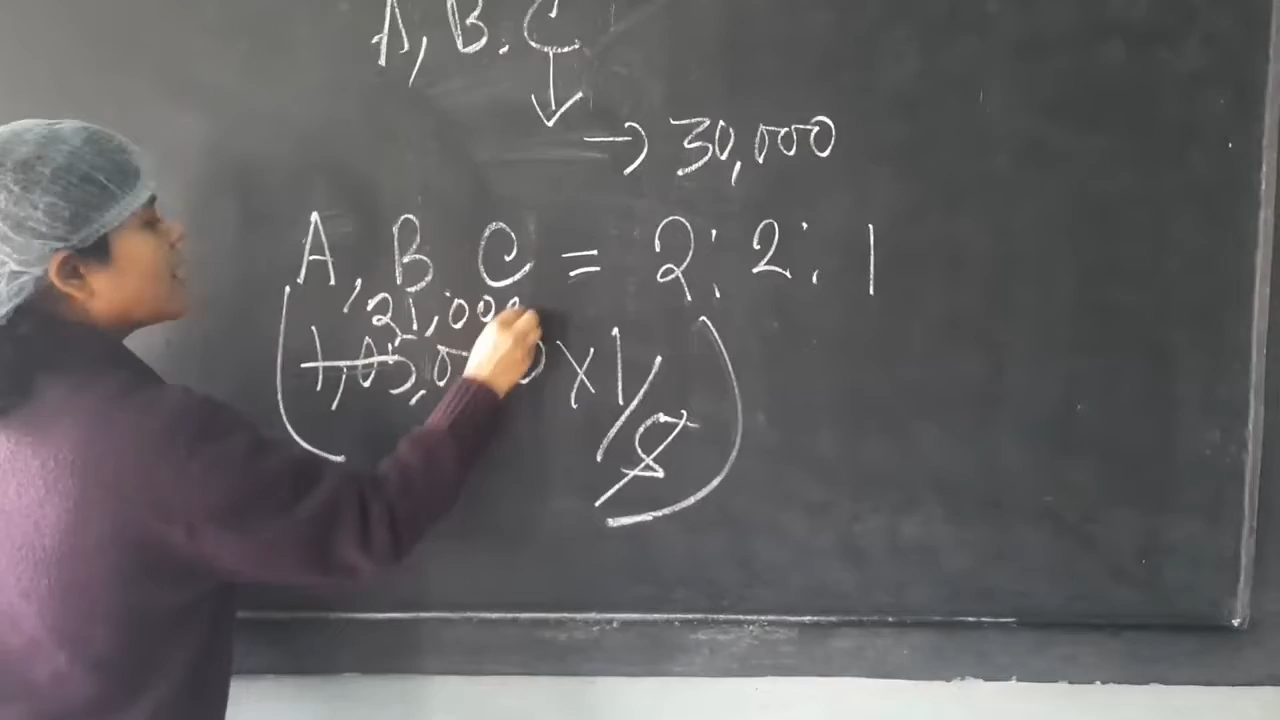 A, B, C
→ 30,000
A, B, C = 2 : 2 : 1
21,000
(1,05,000 × 1/5)